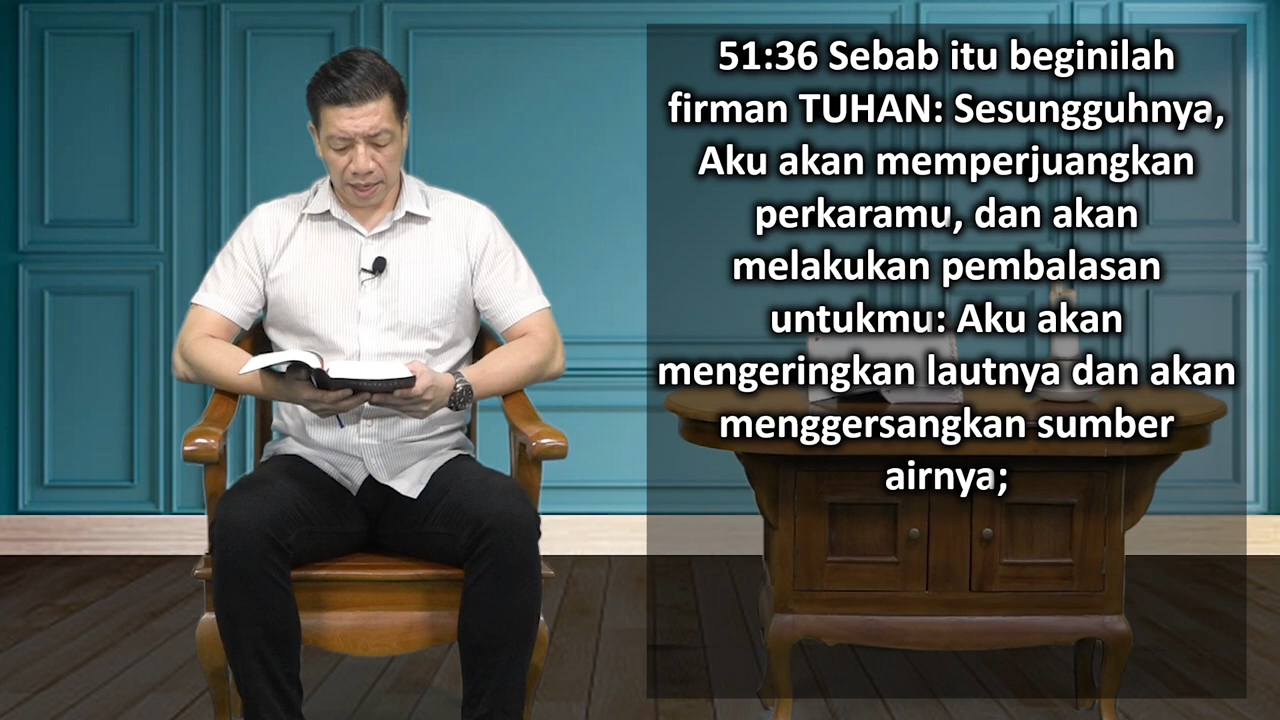 51:36 Sebab itu beginilah
firman TUHAN: Sesungguhnya,
Aku akan memperjuangkan
perkaramu, dan akan
melakukan pembalasan
untukmu: Aku akan
mengeringkan lautnya dan akan
menggersangkan sumber
airnya;